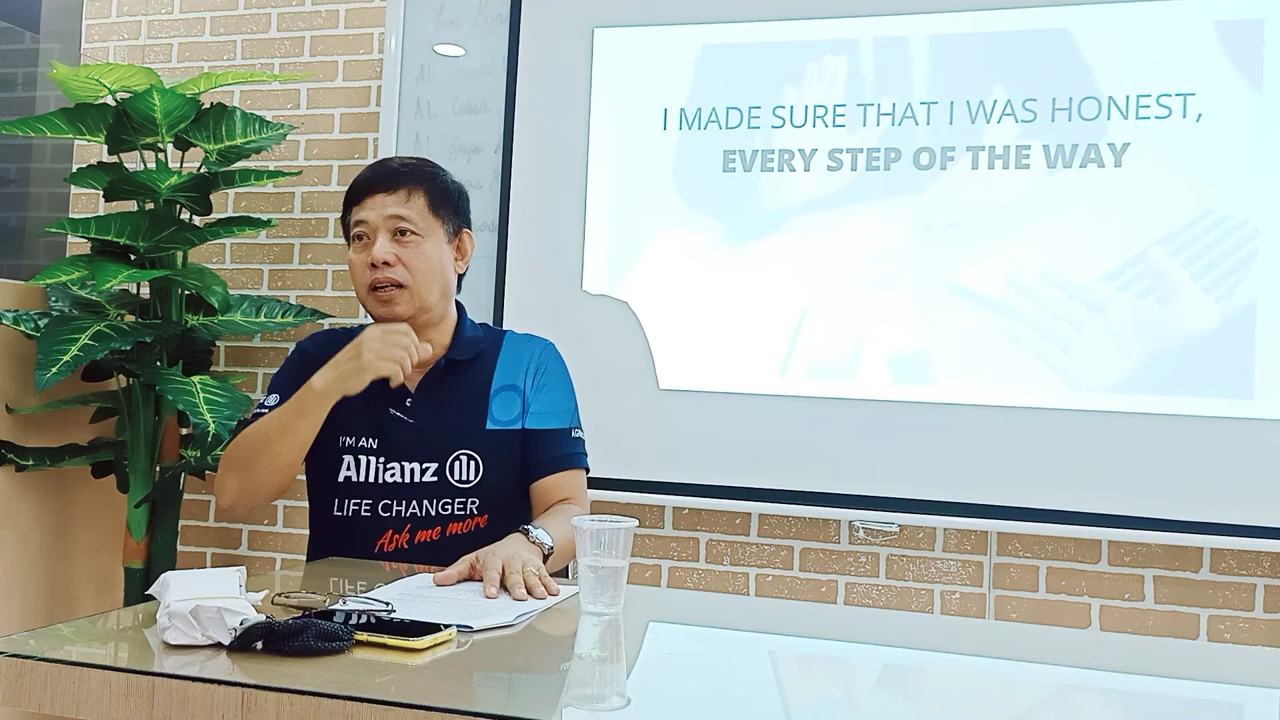 I MADE SURE THAT I WAS HONEST,
EVERY STEP OF THE WAY
I'M AN
Allianz
LIFE CHANGER
Ask me more